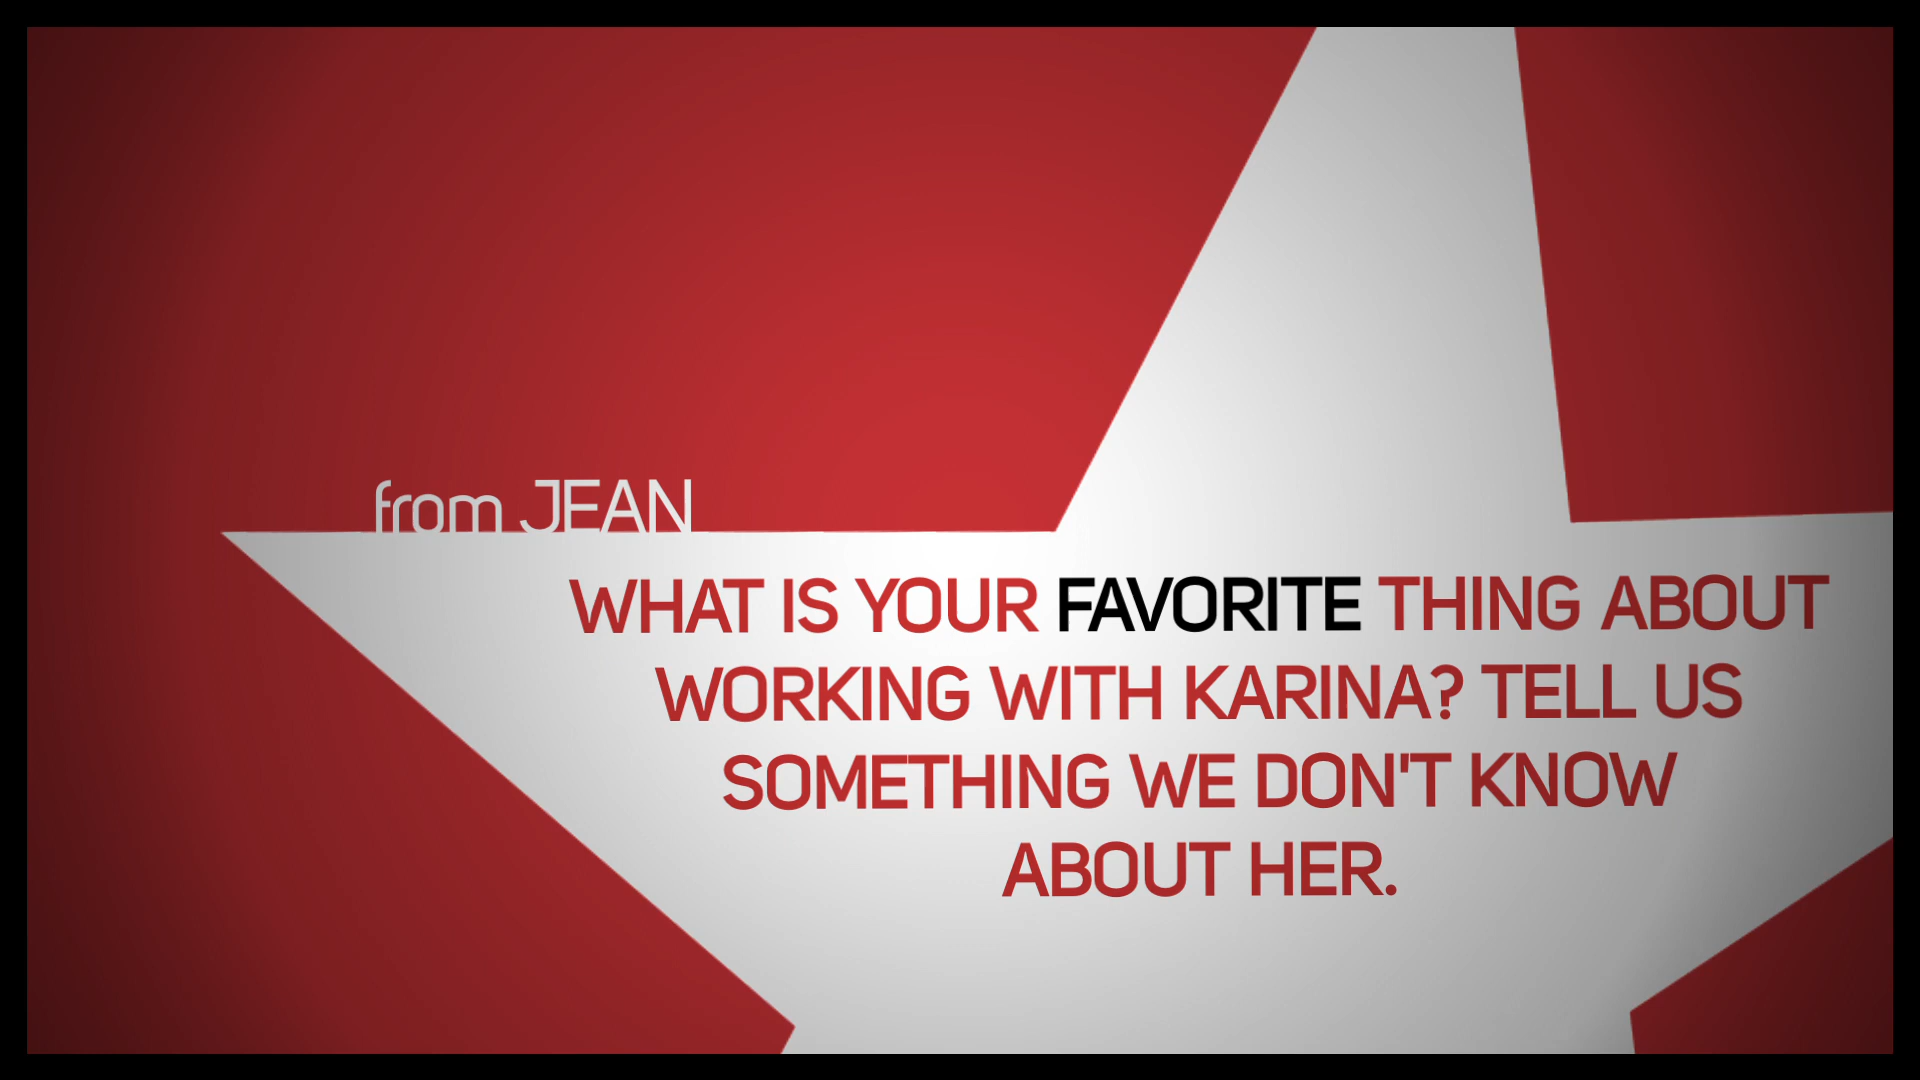 from JEAN
WHAT IS YOUR FAVORITE THING ABOUT
WORKING WITH KARINA? TELL US
SOMETHING WE DON'T KNOW
ABOUT HER.